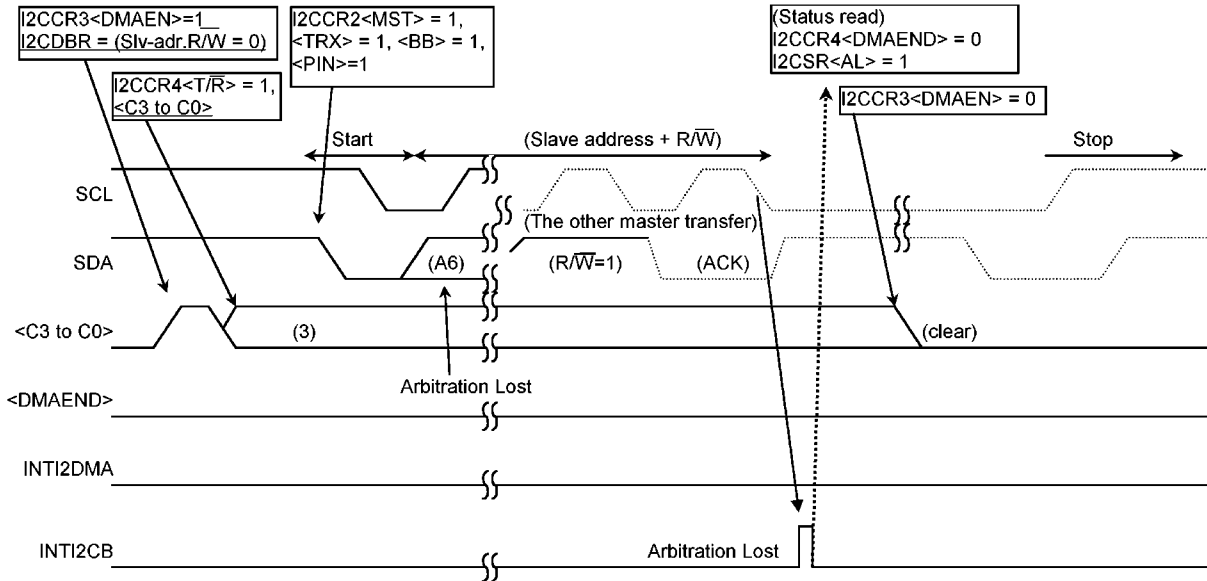 I2CCR3<DMAEN>=1
I2CDBR = (Slv-adr.R/W̅ = 0)
I2CCR4<T/R̅> = 1,
<C3 to C0>
I2CCR2<MST> = 1,
<TRX> = 1, <BB> = 1,
<PIN>=1
(Status read)
I2CCR4<DMAEND> = 0
I2CSR<AL> = 1
I2CCR3<DMAEN> = 0
Start
(Slave address + R/W̅)
Stop
SCL
(The other master transfer)
SDA
(A6)
(R/W̅=1)
(ACK)
<C3 to C0>
(3)
(clear)
Arbitration Lost
<DMAEND>
INTI2DMA
INTI2CB
Arbitration Lost